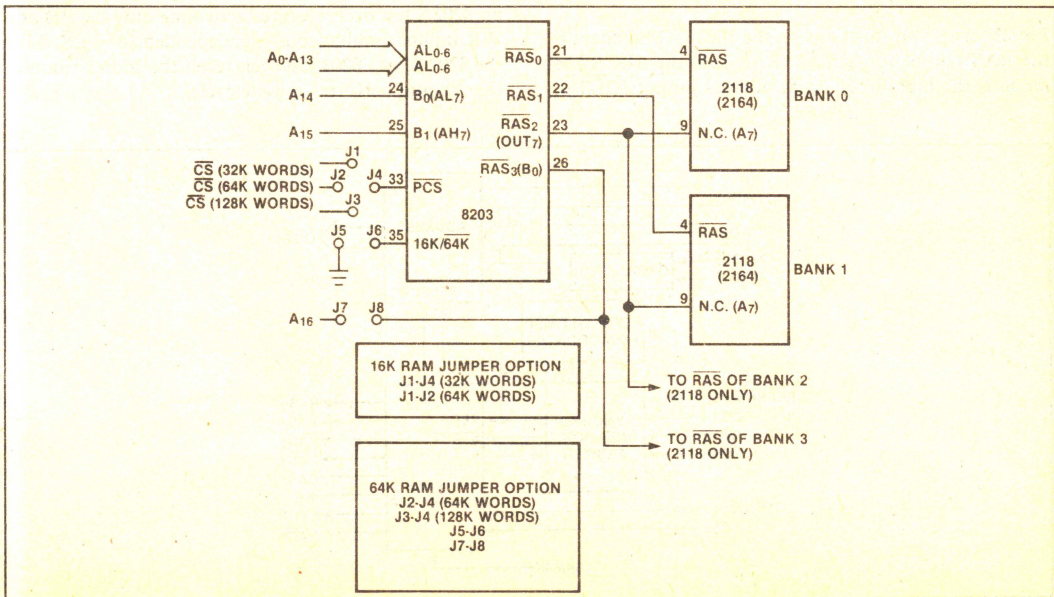 A0-A13
AL0-6
AL0-6
A14
24
B0(AL7)
A15
25
B1 (AH7)
J1
CS (32K WORDS)
J2
J4
33
PCS
CS (64K WORDS)
CS (128K WORDS)
J3
J5
J6
35
16K/64K
8203
RAS0
21
RAS1
22
RAS2
23
(OUT7)
RAS3(B0)
26
4
RAS
2118
(2164)
BANK 0
9
N.C. (A7)
4
RAS
2118
(2164)
BANK 1
9
N.C. (A7)
A16
J7
J8
TO RAS OF BANK 2
(2118 ONLY)
TO RAS OF BANK 3
(2118 ONLY)
16K RAM JUMPER OPTION
J1-J4 (32K WORDS)
J1-J2 (64K WORDS)
64K RAM JUMPER OPTION
J2-J4 (64K WORDS)
J3-J4 (128K WORDS)
J5-J6
J7-J8